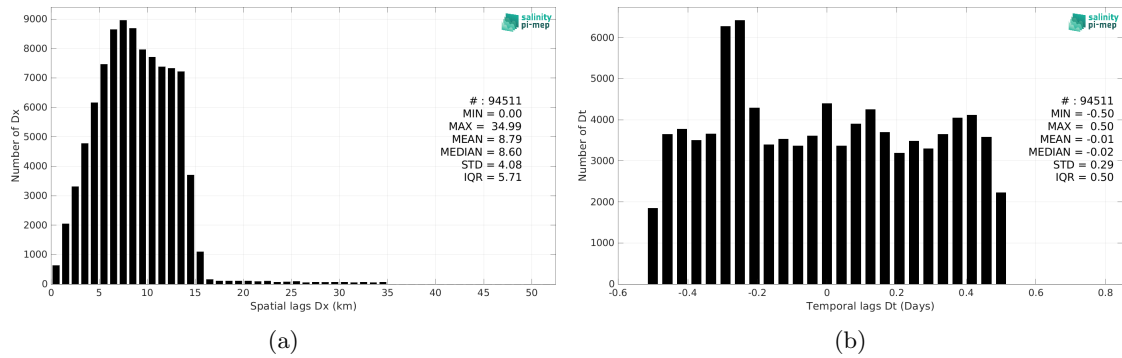 salinity
pi-mep
9000
8000
7000
6000
5000
4000
3000
2000
1000
0
Number of Dx
# : 94511
MIN = 0.00
MAX = 34.99
MEAN = 8.79
MEDIAN = 8.60
STD = 4.08
IQR = 5.71
0 5 10 15 20 25 30 35 40 45 50
Spatial lags Dx (km)
(a)
salinity
pi-mep
6000
5000
4000
3000
2000
1000
0
Number of Dt
# : 94511
MIN = -0.50
MAX = 0.50
MEAN = -0.01
MEDIAN = -0.02
STD = 0.29
IQR = 0.50
-0.6 -0.4 -0.2 0 0.2 0.4 0.6 0.8
Temporal lags Dt (Days)
(b)